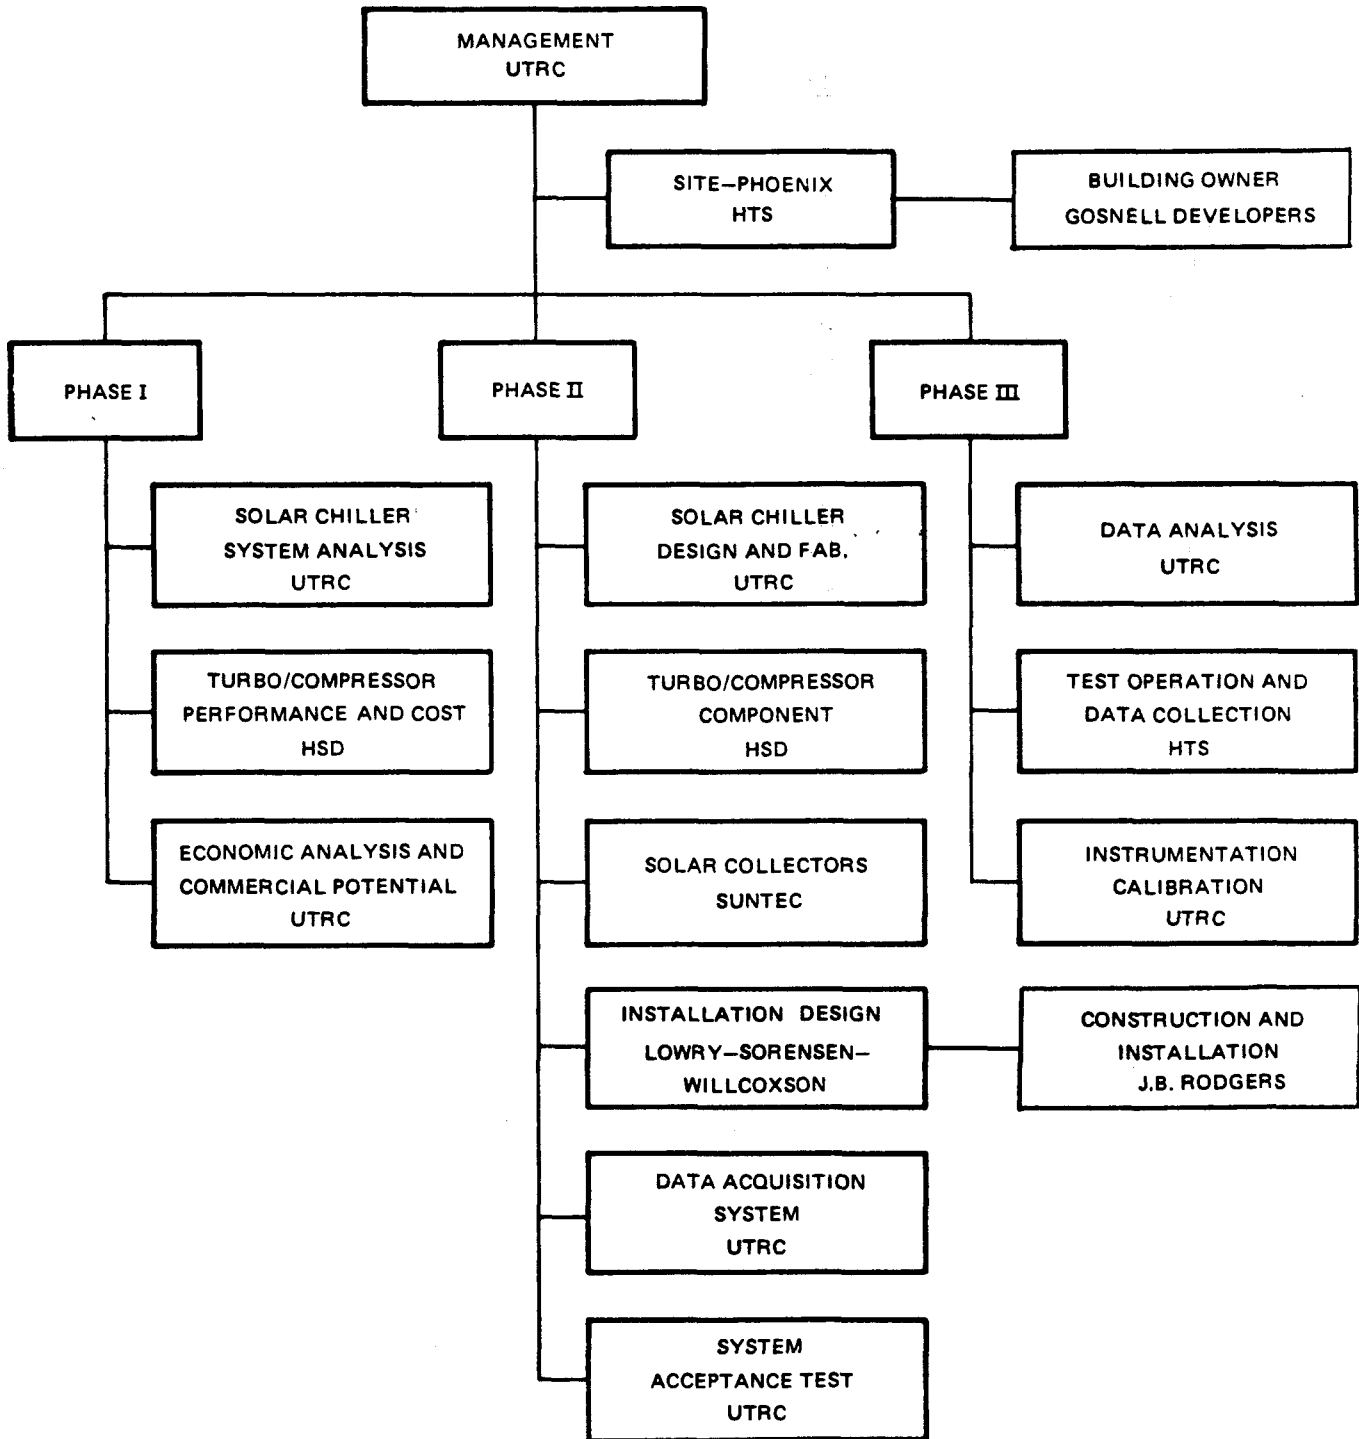 MANAGEMENT
UTRC
SITE–PHOENIX
HTS
BUILDING OWNER
GOSNELL DEVELOPERS
PHASE I
PHASE II
PHASE III
SOLAR CHILLER
SYSTEM ANALYSIS
UTRC
TURBO/COMPRESSOR
PERFORMANCE AND COST
HSD
ECONOMIC ANALYSIS AND
COMMERCIAL POTENTIAL
UTRC
SOLAR CHILLER
DESIGN AND FAB.
UTRC
TURBO/COMPRESSOR
COMPONENT
HSD
SOLAR COLLECTORS
SUNTEC
INSTALLATION DESIGN
LOWRY–SORENSEN–
WILLCOXSON
CONSTRUCTION AND
INSTALLATION
J.B. RODGERS
DATA ACQUISITION
SYSTEM
UTRC
SYSTEM
ACCEPTANCE TEST
UTRC
DATA ANALYSIS
UTRC
TEST OPERATION AND
DATA COLLECTION
HTS
INSTRUMENTATION
CALIBRATION
UTRC